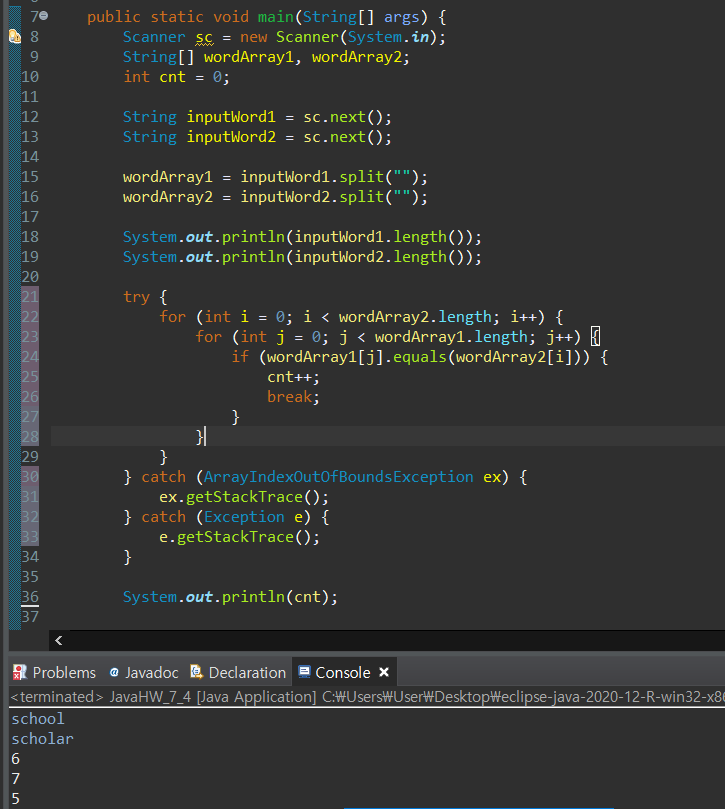 7 public static void main(String[] args) {
8 Scanner sc = new Scanner(System.in);
9 String[] wordArray1, wordArray2;
10 int cnt = 0;
11
12 String inputWord1 = sc.next();
13 String inputWord2 = sc.next();
14
15 wordArray1 = inputWord1.split("");
16 wordArray2 = inputWord2.split("");
17
18 System.out.println(inputWord1.length());
19 System.out.println(inputWord2.length());
20
21 try {
22 for (int i = 0; i < wordArray2.length; i++) {
23 for (int j = 0; j < wordArray1.length; j++) {
24 if (wordArray1[j].equals(wordArray2[i])) {
25 cnt++;
26 break;
27 }
28 }
29 }
30 } catch (ArrayIndexOutOfBoundsException ex) {
31 ex.getStackTrace();
32 } catch (Exception e) {
33 e.getStackTrace();
34 }
35
36 System.out.println(cnt);
37
Problems @ Javadoc Declaration Console
<terminated> JavaHW_7_4 [Java Application] C:₩Users₩User₩Desktop₩eclipse-java-2020-12-R-win32-x86
school
scholar
6
7
5